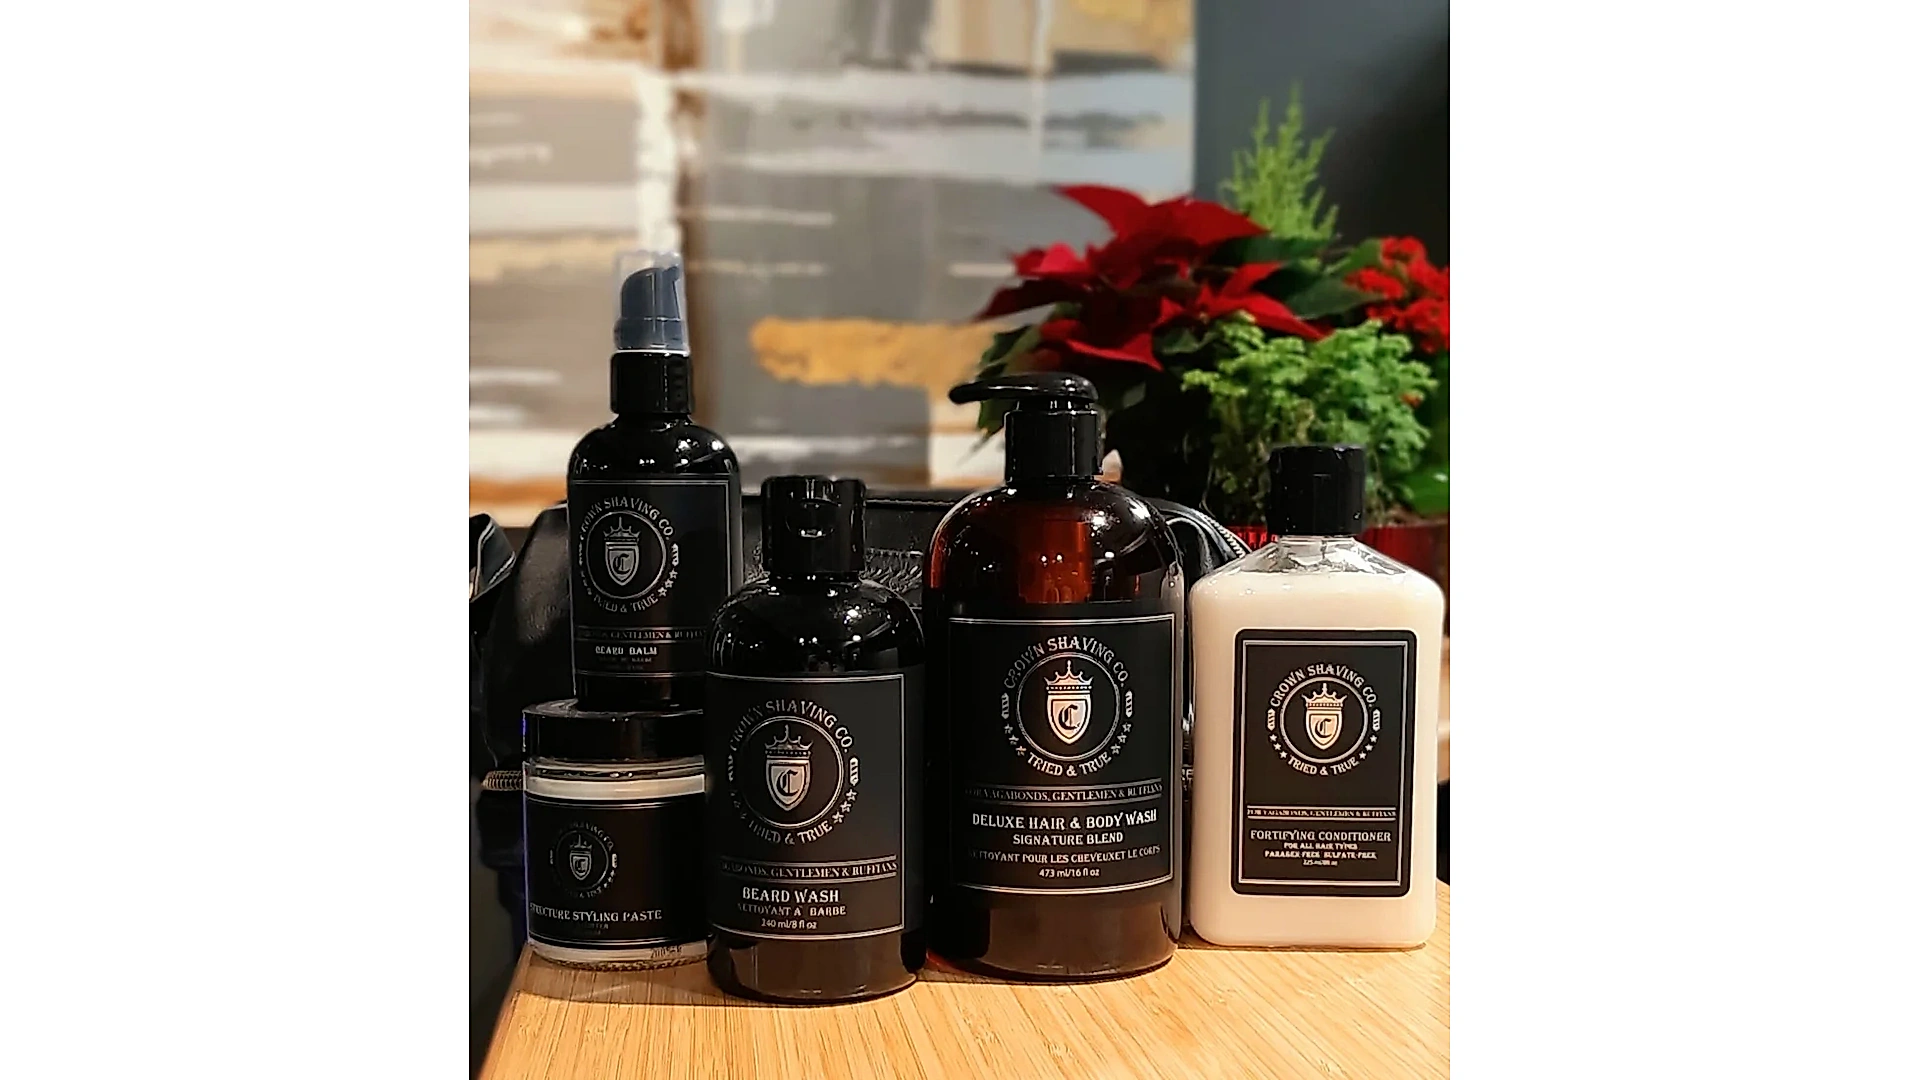 CROWN SHAVING CO.
C
TRIED & TRUE
GENTLEMEN & RUFFIANS
BEARD BALM
STRUCTURE STYLING PASTE
CROWN SHAVING CO.
C
TRIED & TRUE
VAGABONDS, GENTLEMEN & RUFFIANS
BEARD WASH
NETTOYANT A BARBE
240 ml/8 fl oz
CROWN SHAVING CO.
C
TRIED & TRUE
FOR VAGABONDS, GENTLEMEN & RUFFIANS
DELUXE HAIR & BODY WASH
SIGNATURE BLEND
NETTOYANT POUR LES CHEVEUXET LE CORPS
473 ml/16 fl oz
CROWN SHAVING CO.
C
TRIED & TRUE
FOR VAGABONDS, GENTLEMEN & RUFFIANS
FORTIFYING CONDITIONER
FOR ALL HAIR TYPES
PARABEN-FREE SULFATE-FREE